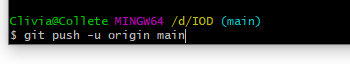 Clivia@Collete MINGW64 /d/IOD (main)
$ git push -u origin main